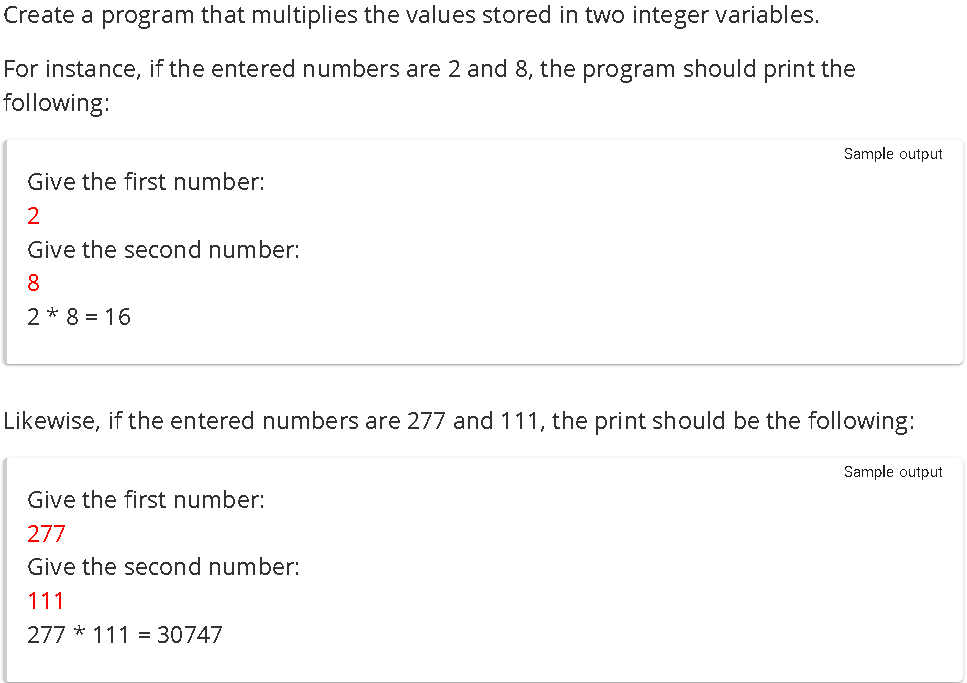 Create a program that multiplies the values stored in two integer variables.
For instance, if the entered numbers are 2 and 8, the program should print the
following:
Sample output
Give the first number:
2
Give the second number:
8
2 * 8 = 16
Likewise, if the entered numbers are 277 and 111, the print should be the following:
Sample output
Give the first number:
277
Give the second number:
111
277 * 111 = 30747